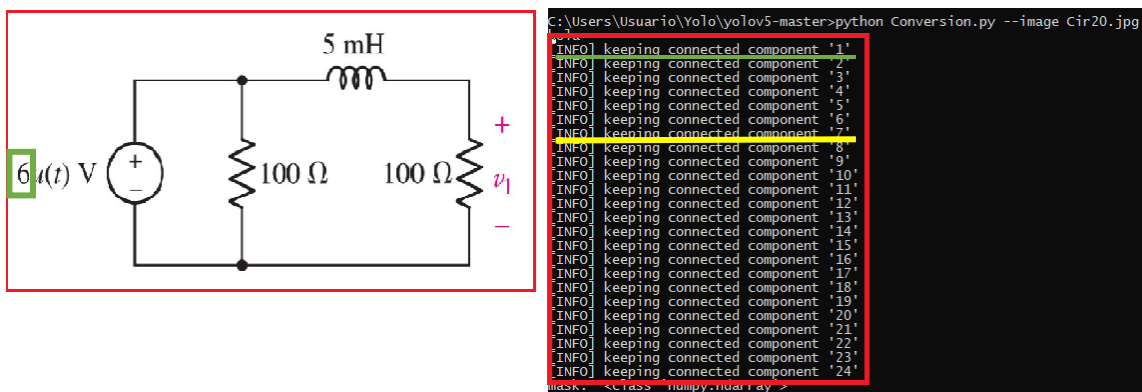 5 mH
+
6u(t) V
+
−
100 Ω
100 Ω
v1
−
C:\Users\Usuario\Yolo\yolov5-master>python Conversion.py --image Cir20.jpg
[INFO] keeping connected component '1'
[INFO] keeping connected component '2'
[INFO] keeping connected component '3'
[INFO] keeping connected component '4'
[INFO] keeping connected component '5'
[INFO] keeping connected component '6'
[INFO] keeping connected component '7'
[INFO] keeping connected component '8'
[INFO] keeping connected component '9'
[INFO] keeping connected component '10'
[INFO] keeping connected component '11'
[INFO] keeping connected component '12'
[INFO] keeping connected component '13'
[INFO] keeping connected component '14'
[INFO] keeping connected component '15'
[INFO] keeping connected component '16'
[INFO] keeping connected component '17'
[INFO] keeping connected component '18'
[INFO] keeping connected component '19'
[INFO] keeping connected component '20'
[INFO] keeping connected component '21'
[INFO] keeping connected component '22'
[INFO] keeping connected component '23'
[INFO] keeping connected component '24'
mask: <class 'numpy.ndarray'>